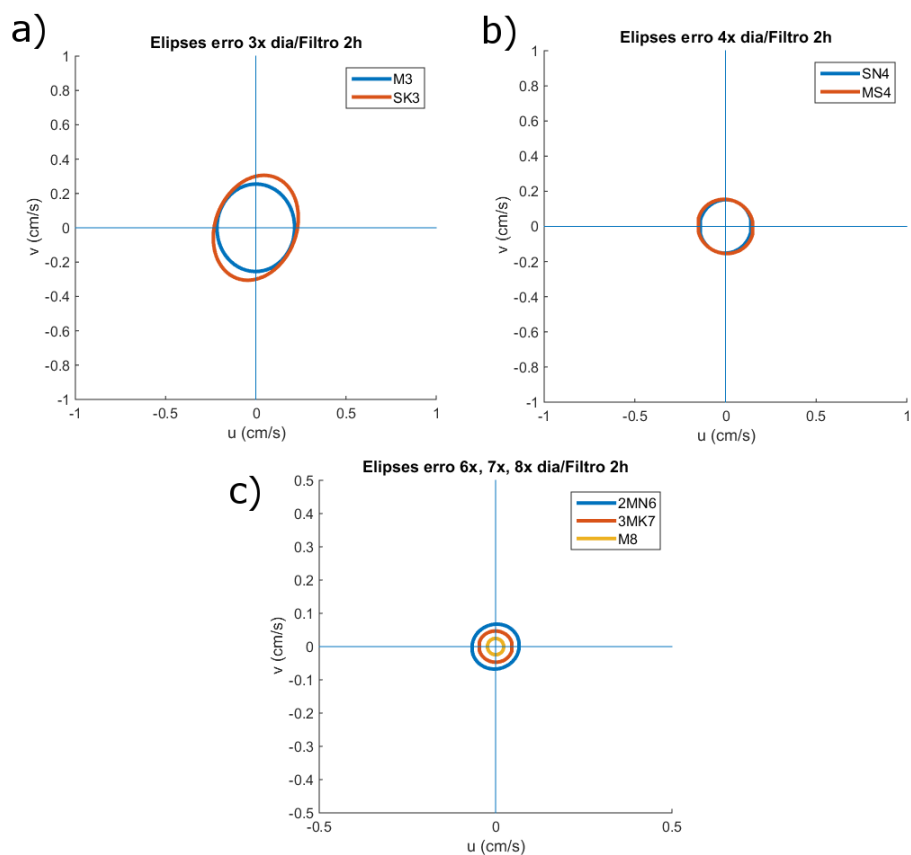 a)
Elipses erro 3x dia/Filtro 2h
1
0.8
0.6
0.4
0.2
0
-0.2
-0.4
-0.6
-0.8
-1
-1
-0.5
0
0.5
1
v (cm/s)
u (cm/s)
M3
SK3
b)
Elipses erro 4x dia/Filtro 2h
1
0.8
0.6
0.4
0.2
0
-0.2
-0.4
-0.6
-0.8
-1
-1
-0.5
0
0.5
1
v (cm/s)
u (cm/s)
SN4
MS4
c)
Elipses erro 6x, 7x, 8x dia/Filtro 2h
0.5
0.4
0.3
0.2
0.1
0
-0.1
-0.2
-0.3
-0.4
-0.5
-0.5
0
0.5
v (cm/s)
u (cm/s)
2MN6
3MK7
M8